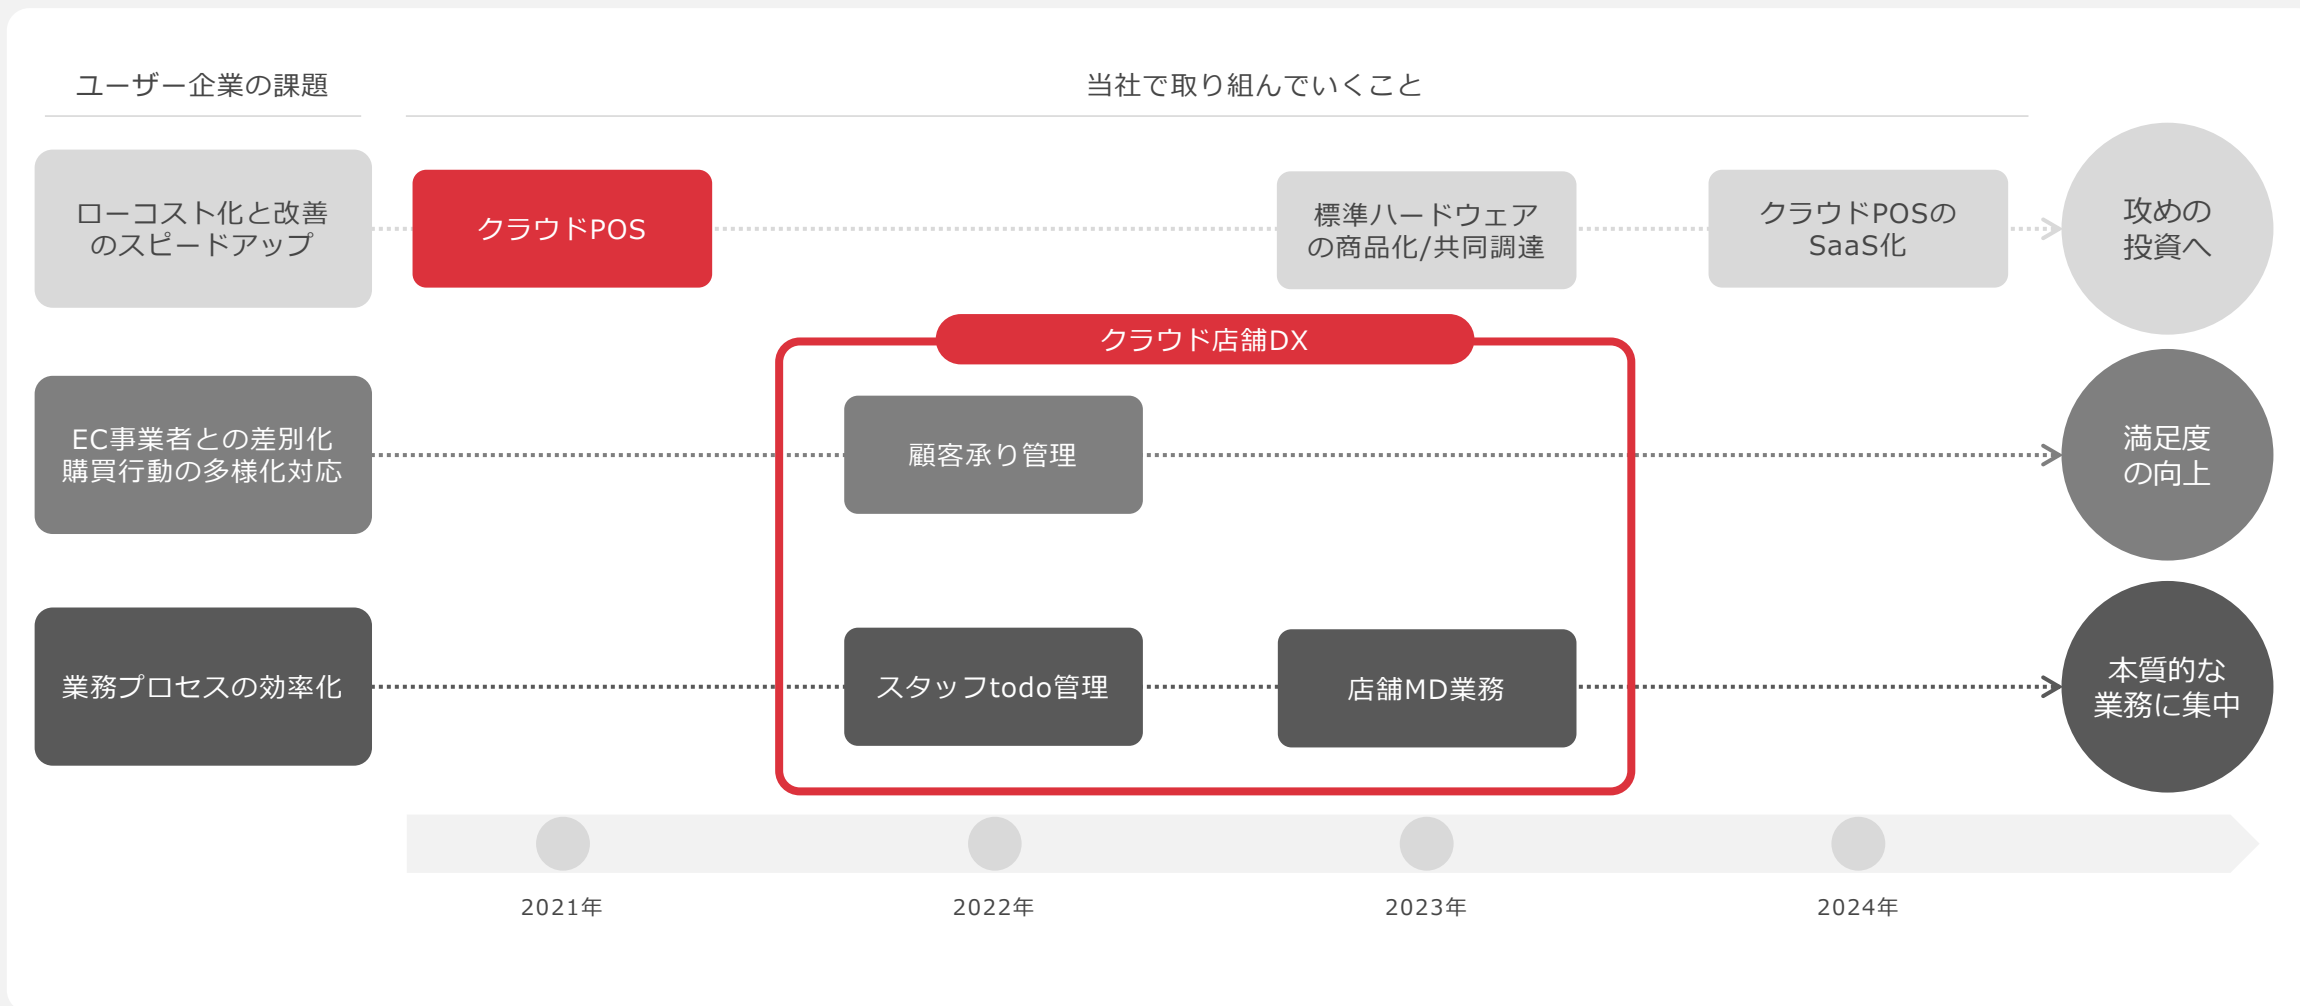 ユーザー企業の課題
当社で取り組んでいくこと
ローコスト化と改善
のスピードアップ
クラウドPOS
標準ハードウェア
の商品化/共同調達
クラウドPOSの
SaaS化
攻めの
投資へ
クラウド店舗DX
EC事業者との差別化
購買行動の多様化対応
顧客承り管理
満足度
の向上
業務プロセスの効率化
スタッフtodo管理
店舗MD業務
本質的な
業務に集中
2021年
2022年
2023年
2024年